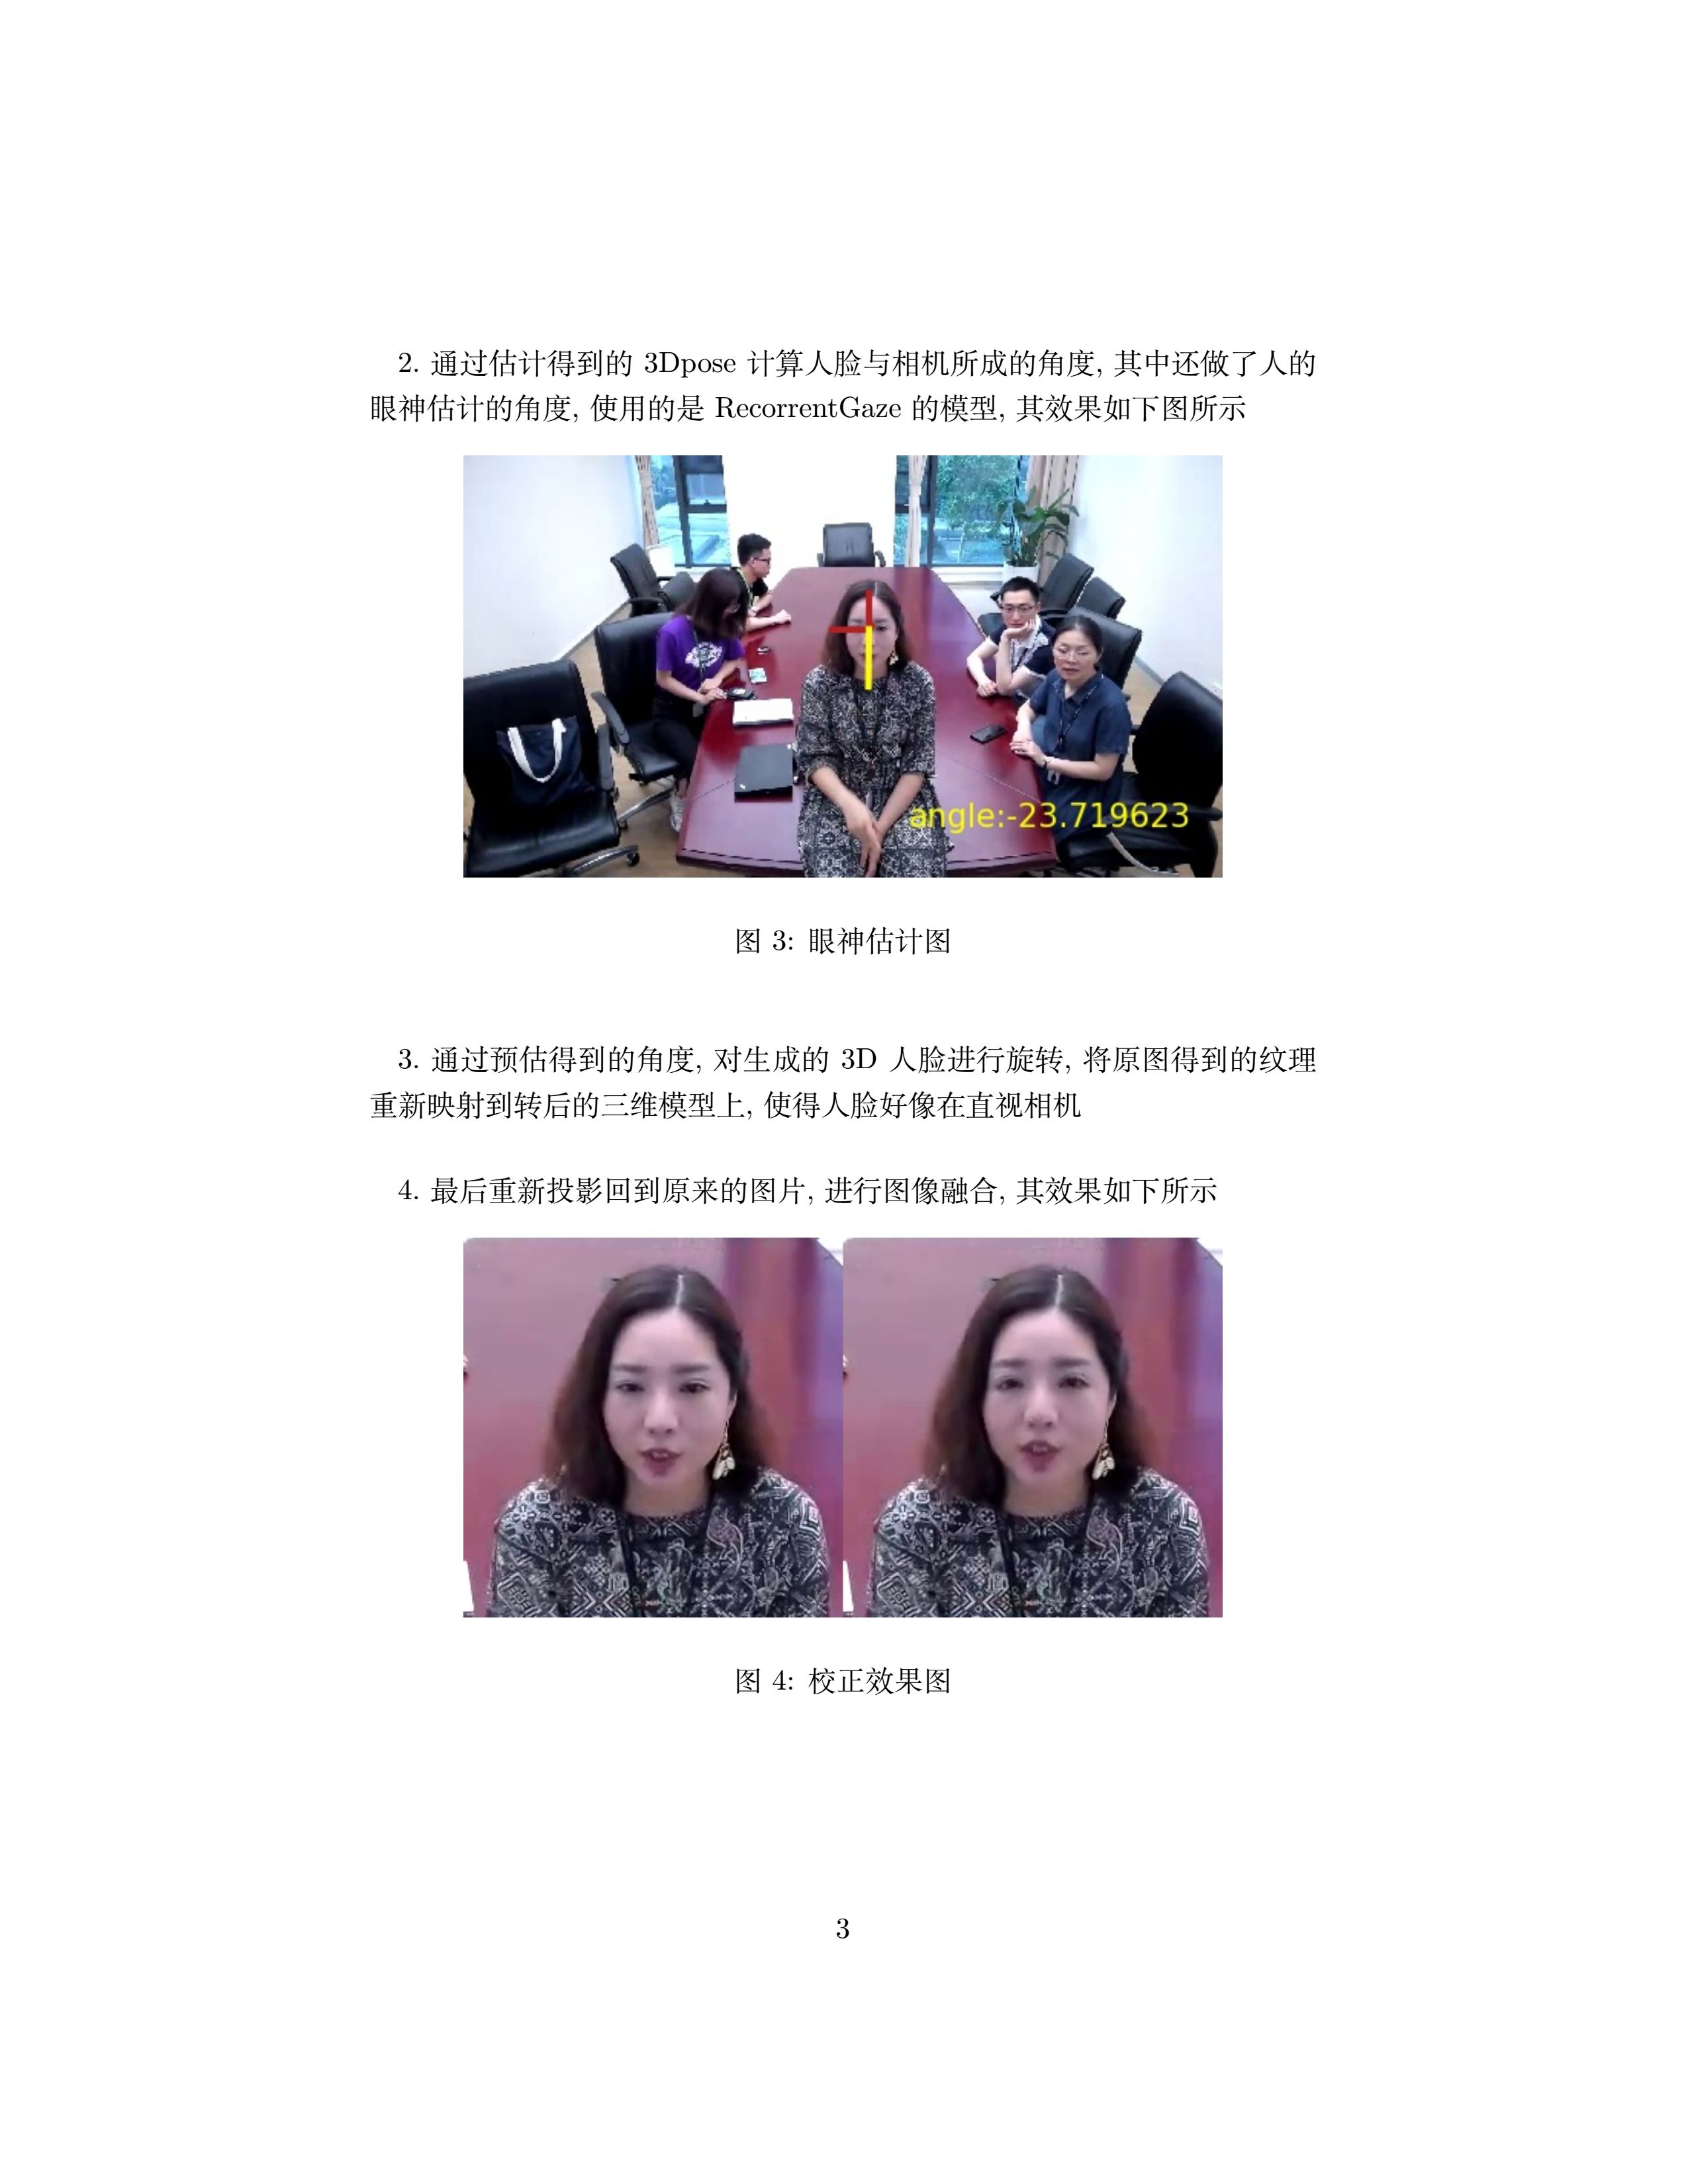 2. 通过估计得到的 3Dpose 计算人脸与相机所成的角度, 其中还做了人的
眼神估计的角度, 使用的是 RecorrentGaze 的模型, 其效果如下图所示
angle:-23.719623
图 3: 眼神估计图
3. 通过预估得到的角度, 对生成的 3D 人脸进行旋转, 将原图得到的纹理
重新映射到转后的三维模型上, 使得人脸好像在直视相机
4. 最后重新投影回到原来的图片, 进行图像融合, 其效果如下所示
图 4: 校正效果图
3